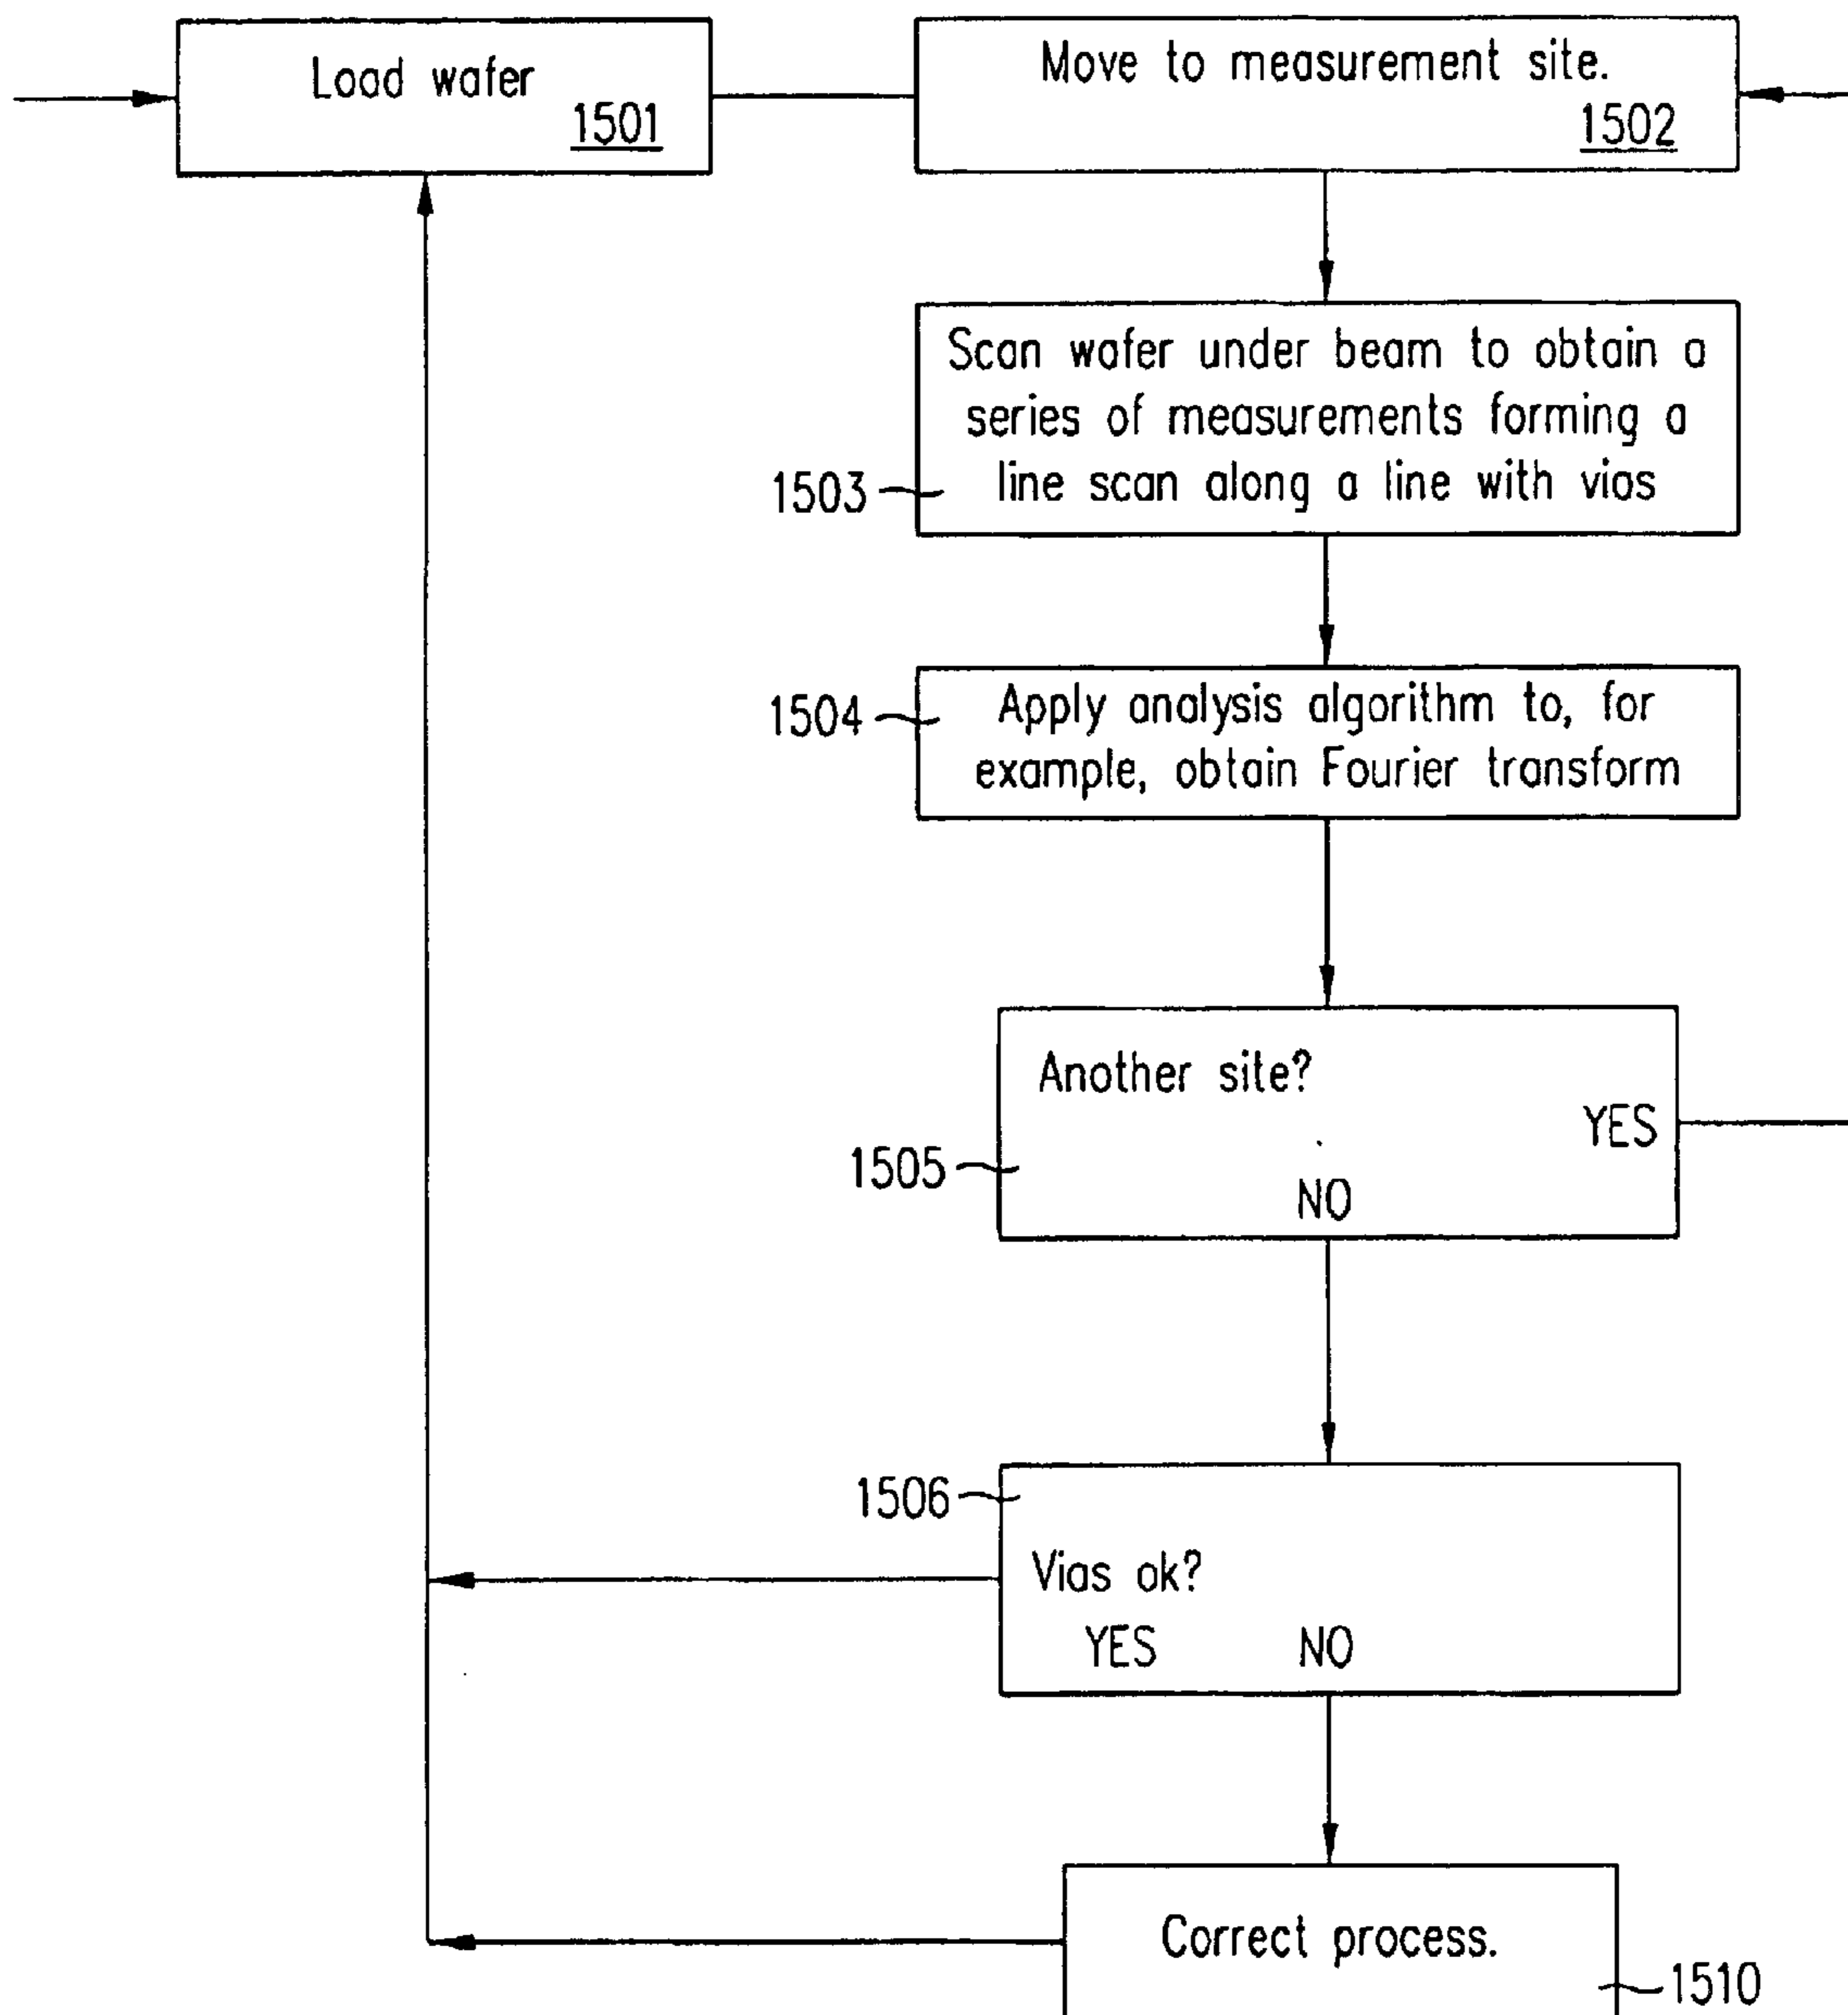 Load wafer
1501
Move to measurement site.
1502
Scan wafer under beam to obtain a
series of measurements forming a
line scan along a line with vias
1503
1504
Apply analysis algorithm to, for
example, obtain Fourier transform
Another site?
YES
1505
NO
1506
Vias ok?
YES NO
Correct process.
1510